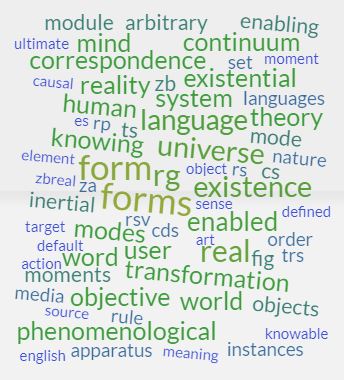 module arbitrary enabling
ultimate mind continuum
correspondence set moment
causal reality zb existential
human system languages
es rp ts language theory
knowing universe mode
element form rg object rs cs nature
zbreal za forms existence
inertial sense
target modes rsv cds enabled defined
default word user art real fig order
action trs
moments transformation
media objective world objects
source rule
phenomenological knowable
english apparatus meaning instances